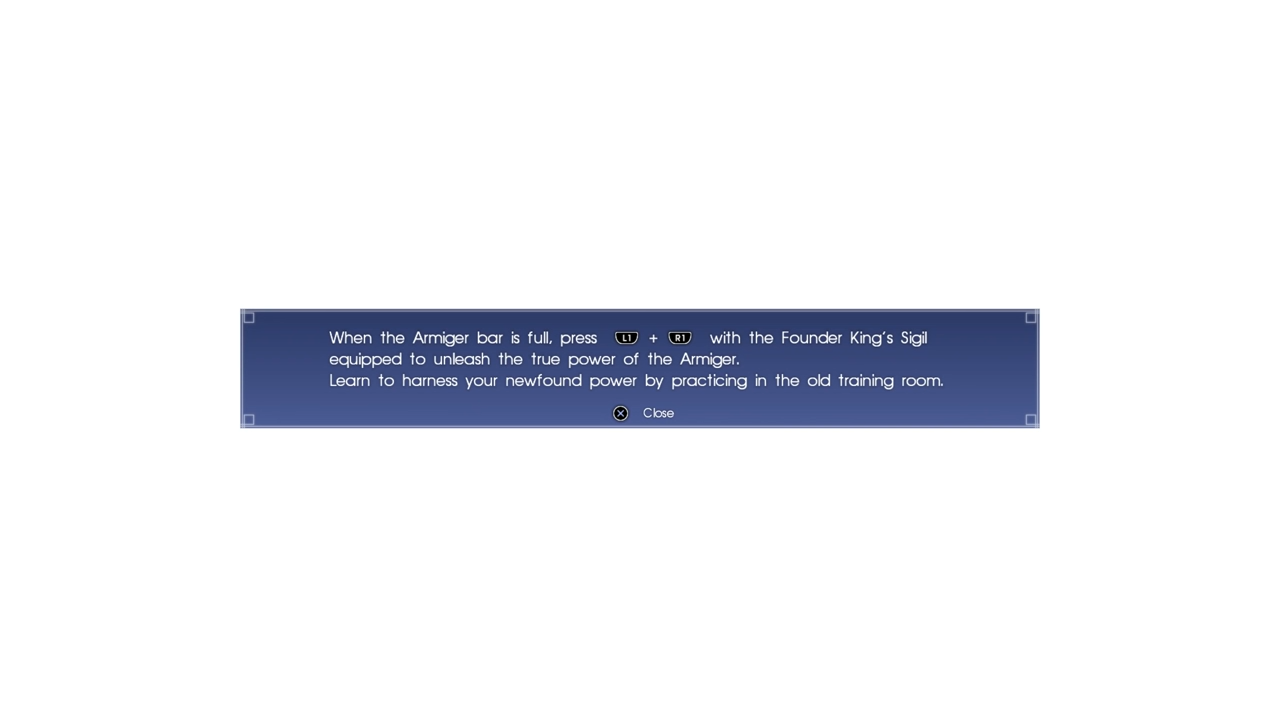 When the Armiger bar is full, press L1 + R1 with the Founder King's Sigil
equipped to unleash the true power of the Armiger.
Learn to harness your newfound power by practicing in the old training room.
Close